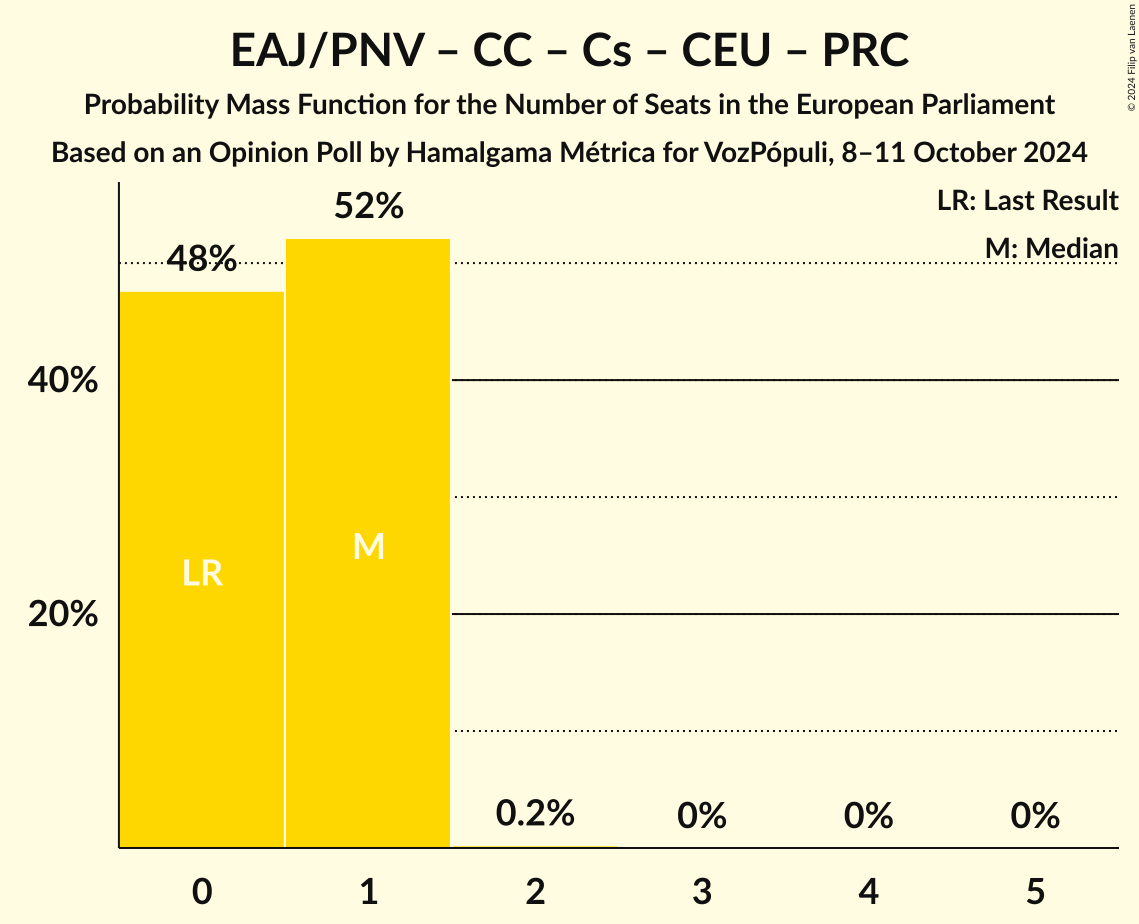 EAJ/PNV – CC – Cs – CEU – PRC
Probability Mass Function for the Number of Seats in the European Parliament
Based on an Opinion Poll by Hamalgama Métrica for VozPópuli, 8–11 October 2024
© 2024 Filip van Laenen
LR: Last Result
M: Median
52%
48%
40%
20%
LR
M
0.2%
0%
0%
0%
0
1
2
3
4
5